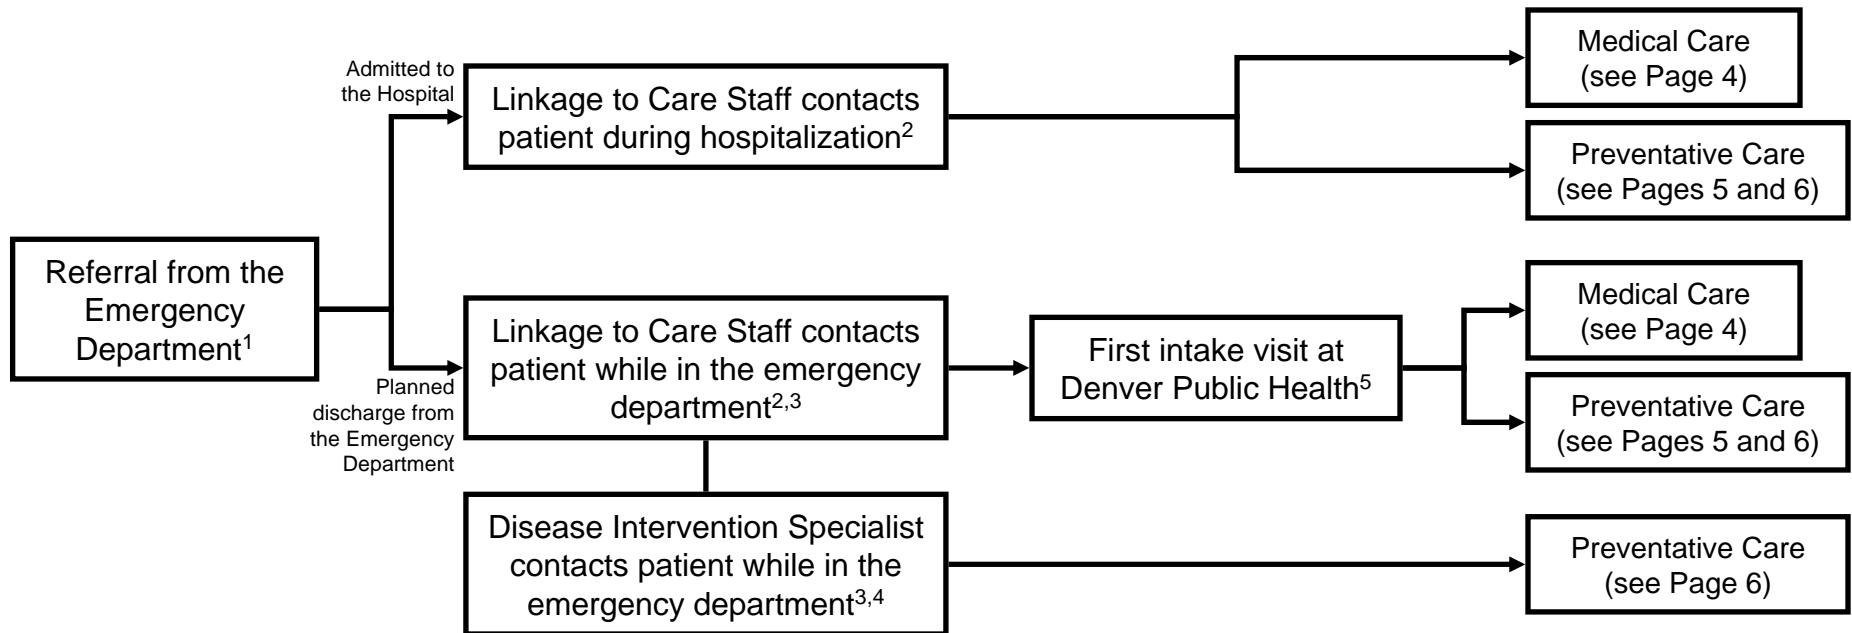 Referral from the
Emergency
Department1
Admitted to
the Hospital
Linkage to Care Staff contacts
patient during hospitalization2
Medical Care
(see Page 4)
Preventative Care
(see Pages 5 and 6)
Planned
discharge from
the Emergency
Department
Linkage to Care Staff contacts
patient while in the emergency
department2,3
First intake visit at
Denver Public Health5
Medical Care
(see Page 4)
Preventative Care
(see Pages 5 and 6)
Disease Intervention Specialist
contacts patient while in the
emergency department3,4
Preventative Care
(see Page 6)